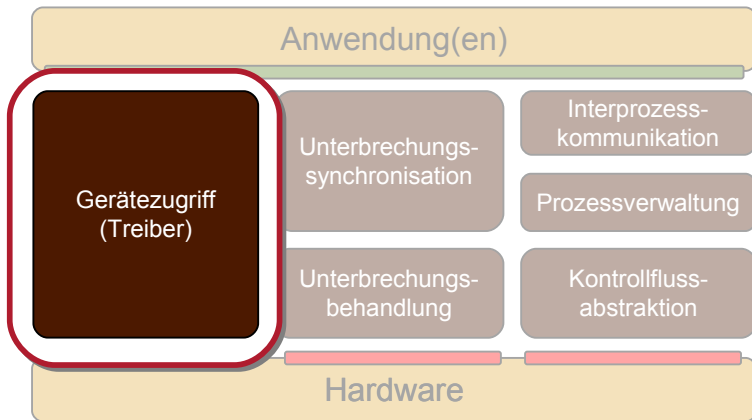 Anwendung(en)
Gerätezugriff
(Treiber)
Unterbrechungs-
synchronisation
Unterbrechungs-
behandlung
Interprozess-
kommunikation
Prozessverwaltung
Kontrollfluss-
abstraktion
Hardware